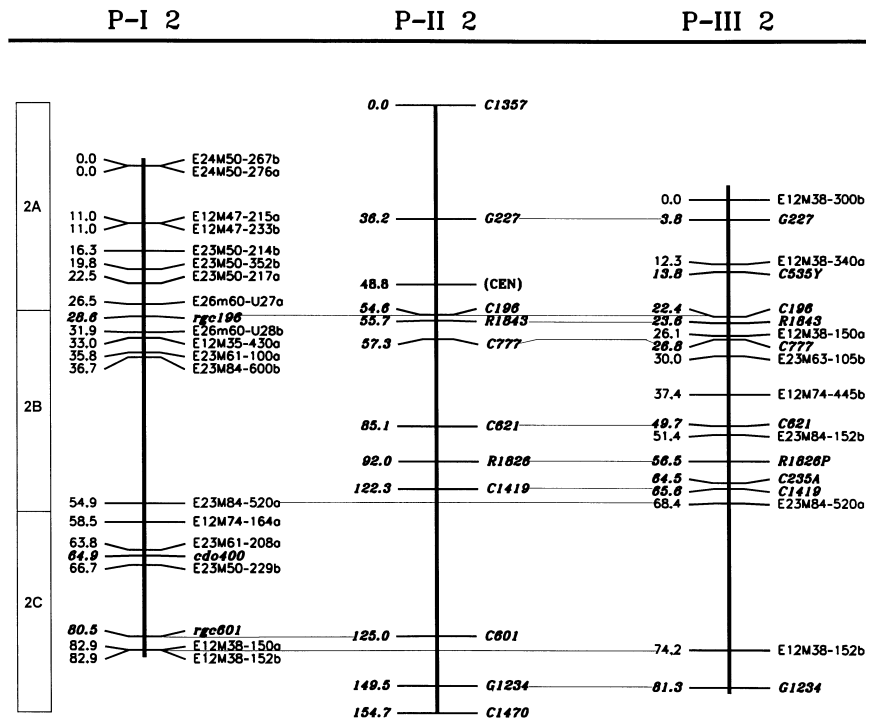 P-I 2 P-II 2 P-III 2
2A
2B
2C
0.0 E24M50-267b
0.0 E24M50-276a
11.0 E12M47-215a
11.0 E12M47-233b
16.3 E23M50-214b
19.8 E23M50-352b
22.5 E23M50-217a
26.5 E26m60-U27a
28.6 rgc196
31.9 E26m60-U28b
33.0 E12M35-430a
35.8 E23M61-100a
36.7 E23M84-600b
54.9 E23M84-520a
58.5 E12M74-164a
63.8 E23M61-208a
64.9 cdo400
66.7 E23M50-229b
80.5 rgc601
82.9 E12M38-150a
82.9 E12M38-152b
0.0 C1357
36.2 G227
48.8 (CEN)
54.6 C196
55.7 R1843
57.3 C777
85.1 C621
92.0 R1826
122.3 C1419
125.0 C601
149.5 G1234
154.7 C1470
0.0 E12M38-300b
3.8 G227
12.3 E12M38-340a
13.8 C535Y
22.4 C196
23.6 R1843
26.1 E12M38-150a
26.8 C777
30.0 E23M63-105b
37.4 E12M74-445b
49.7 C621
51.4 E23M84-152b
56.5 R1826P
64.5 C235A
65.6 C1419
68.4 E23M84-520a
74.2 E12M38-152b
81.3 G1234